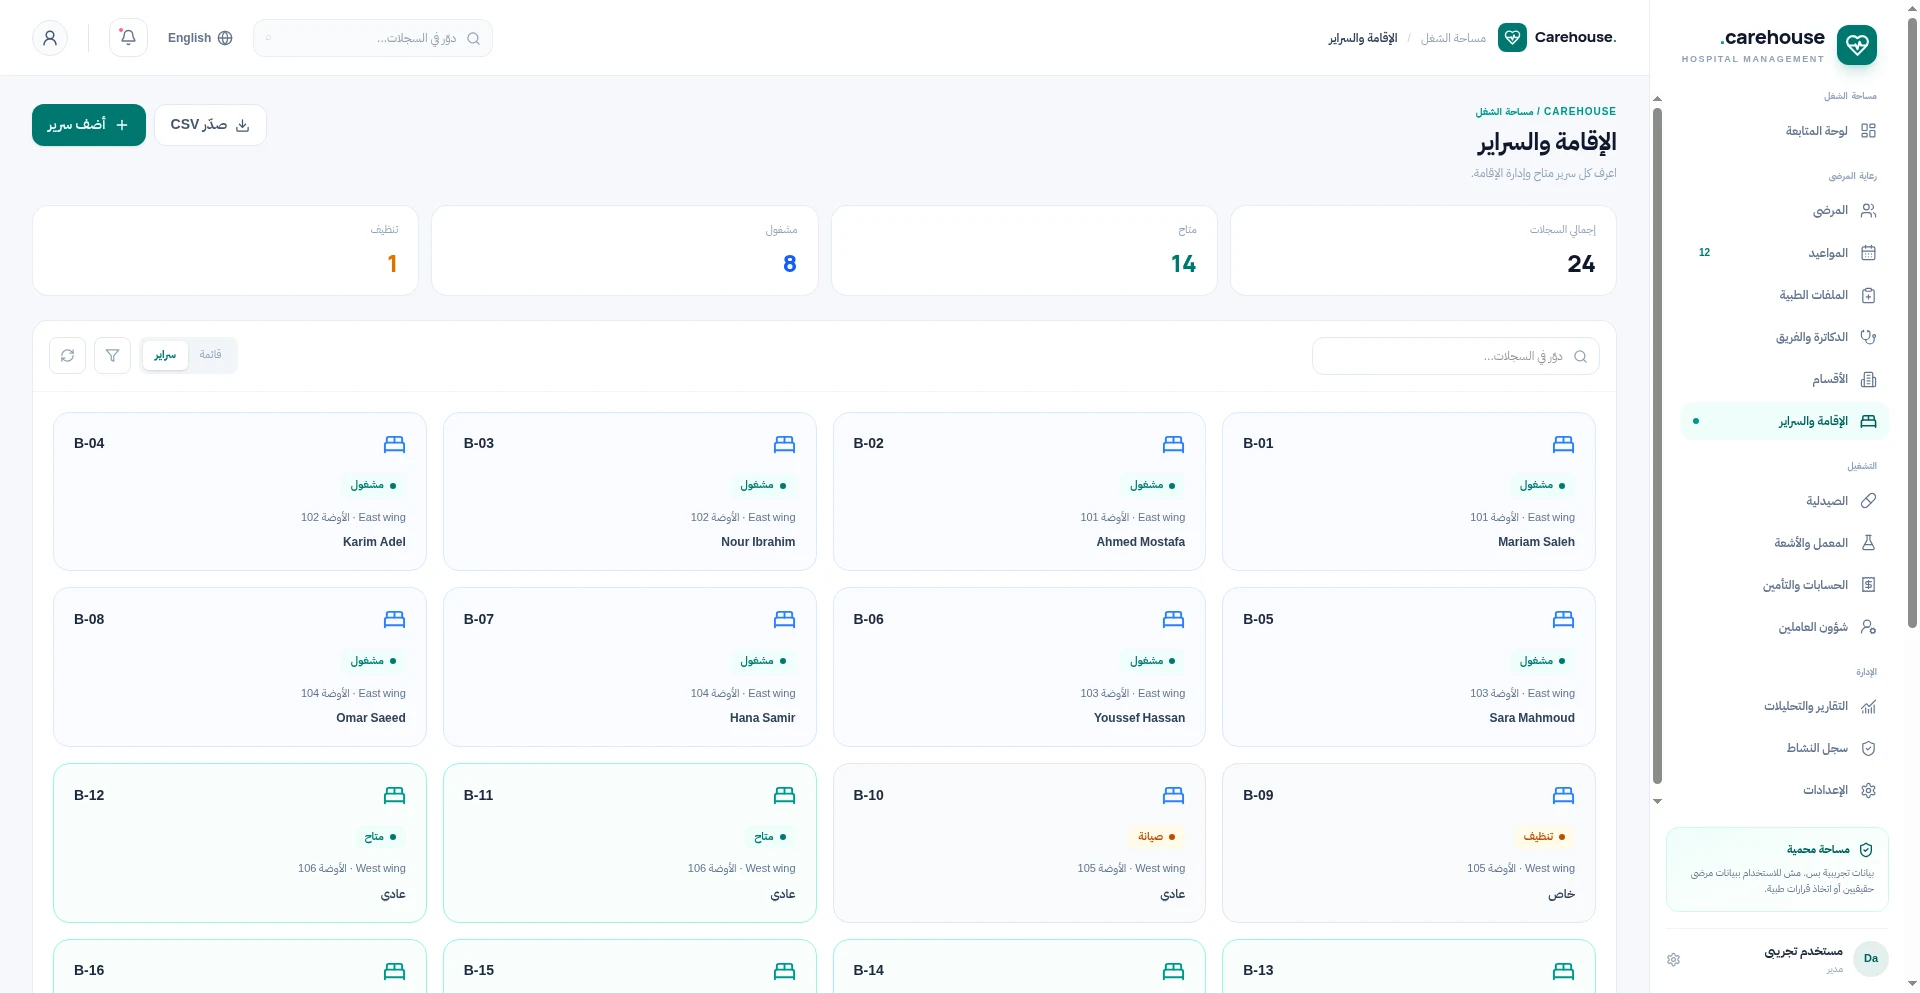 .carehouse
HOSPITAL MANAGEMENT
مساحة الشغل
لوحة المتابعة
رعاية المرضى
المرضى
المواعيد 12
الملفات الطبية
الدكاترة والفريق
الأقسام
الإقامة والسراير
التشغيل
الصيدلية
المعمل والأشعة
الحسابات والتأمين
شؤون العاملين
الإدارة
التقارير والتحليلات
سجل النشاط
الإعدادات
مساحة محمية
بيانات تجريبية بس. مش للاستخدام ببيانات مرضى
حقيقيين أو اتخاذ قرارات طبية.
Da مستخدم تجريبي
مدير
Carehouse.
مساحة الشغل / الإقامة والسراير
دوّر في السجلات...
English
CAREHOUSE / مساحة الشغل
الإقامة والسراير
اعرف كل سرير متاح وإدارة الإقامة.
صدّر CSV
أضف سرير
إجمالي السجلات
24
متاح
14
مشغول
8
تنظيف
1
دوّر في السجلات...
قائمة
سراير
B-01
مشغول
East wing · الأوضة 101
Mariam Saleh
B-02
مشغول
East wing · الأوضة 101
Ahmed Mostafa
B-03
مشغول
East wing · الأوضة 102
Nour Ibrahim
B-04
مشغول
East wing · الأوضة 102
Karim Adel
B-05
مشغول
East wing · الأوضة 103
Sara Mahmoud
B-06
مشغول
East wing · الأوضة 103
Youssef Hassan
B-07
مشغول
East wing · الأوضة 104
Hana Samir
B-08
مشغول
East wing · الأوضة 104
Omar Saeed
B-09
تنظيف
West wing · الأوضة 105
خاص
B-10
صيانة
West wing · الأوضة 105
عادي
B-11
متاح
West wing · الأوضة 106
عادي
B-12
متاح
West wing · الأوضة 106
عادي
B-13
B-14
B-15
B-16